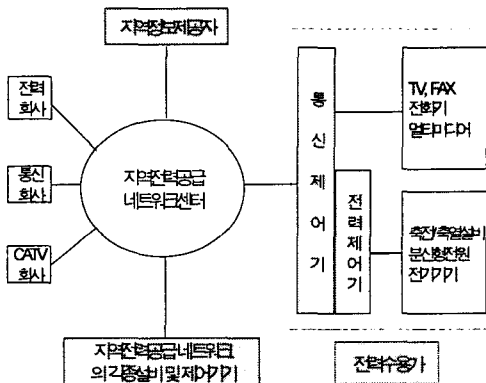 지역정보제공자
전력
회사
통신
회사
CATV
회사
지역전력공급
네트워크센터
지역전력공급네트워크
의각종설비및제어기기
통신제어기
전력제어기
TV, FAX
전화기
멀티미디어
축전/축열설비
분산형전원
전기기기
전력수용가